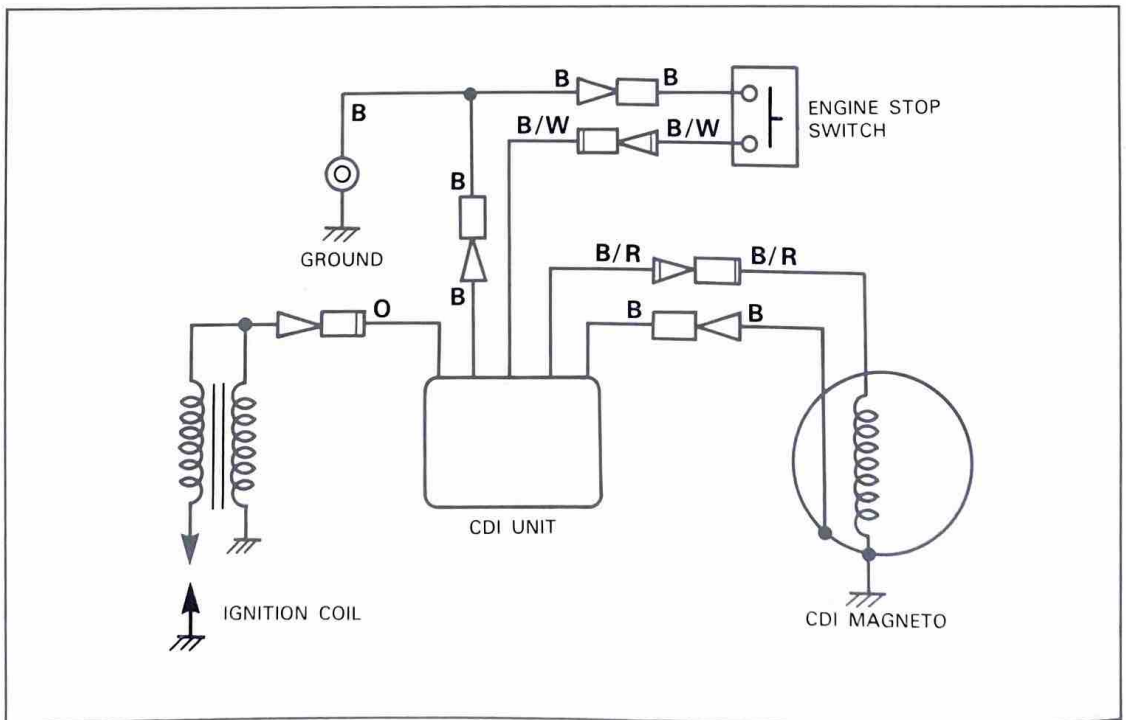 B B
B
ENGINE STOP
SWITCH
B/W B/W
B
GROUND
B/R B/R
B
O
B B
CDI UNIT
IGNITION COIL
CDI MAGNETO